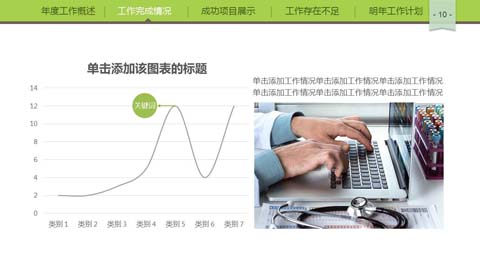 年度工作概述 工作完成情况 成功项目展示 工作存在不足 明年工作计划 - 10 -
单击添加该图表的标题
单击添加工作情况单击添加工作情况单击添加工作情况
单击添加工作情况单击添加工作情况单击添加工作情况
14
12
关键词
10
8
6
4
2
0
类别 1 类别 2 类别 3 类别 4 类别 5 类别 6 类别 7